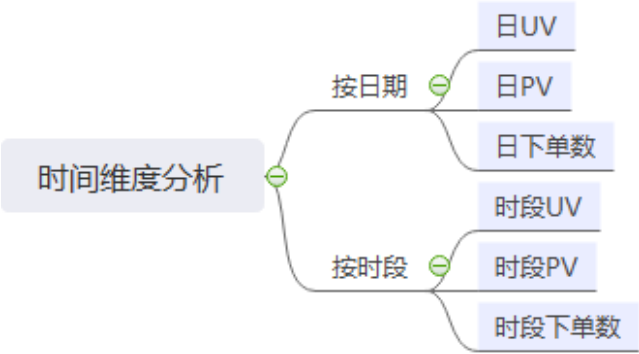 时间维度分析
按日期
日UV
日PV
日下单数
按时段
时段UV
时段PV
时段下单数